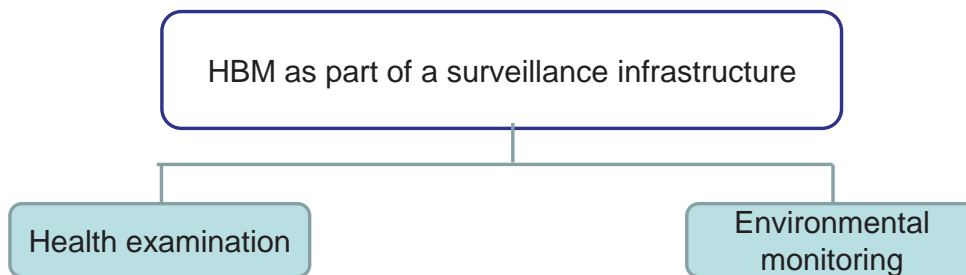 HBM as part of a surveillance infrastructure
Health examination
Environmental
monitoring